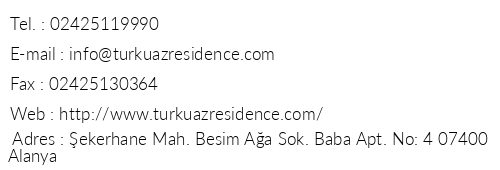 Tel. : 02425119990
E-mail : info@turkuazresidence.com
Fax : 02425130364
Web : http://www.turkuazresidence.com/
Adres : Şekerhane Mah. Besim Ağa Sok. Baba Apt. No: 4 07400
Alanya